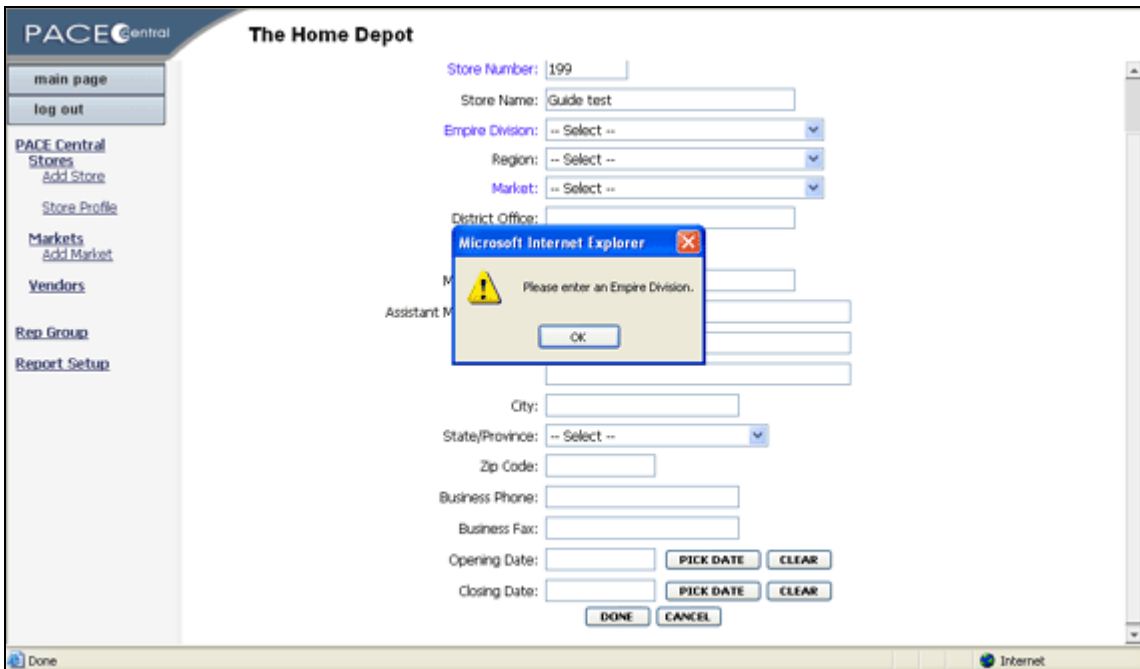 PACE Central
The Home Depot
main page
log out
PACE Central
Stores
Add Store
Store Profile
Markets
Add Market
Vendors
Rep Group
Report Setup
Store Number: 199
Store Name: Guide test
Empire Division: -- Select --
Region: -- Select --
Market: -- Select --
District Office:
Microsoft Internet Explorer
Please enter an Empire Division.
OK
M
Assistant M
City:
State/Province: -- Select --
Zip Code:
Business Phone:
Business Fax:
Opening Date: PICK DATE CLEAR
Closing Date: PICK DATE CLEAR
DONE CANCEL
Done Internet